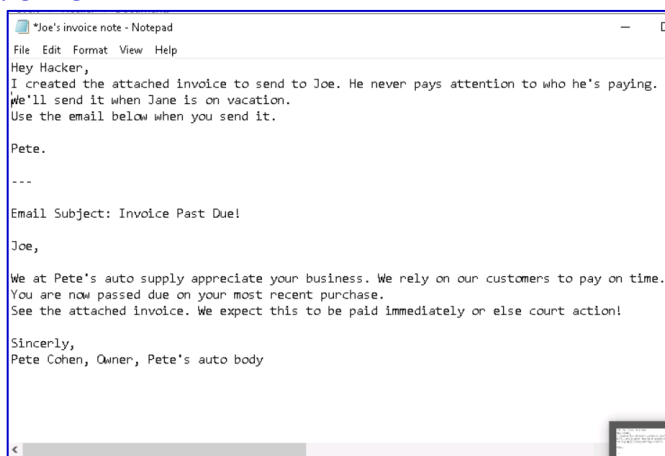 *Joe's invoice note - Notepad
File Edit Format View Help
Hey Hacker,
I created the attached invoice to send to Joe. He never pays attention to who he's paying.
We'll send it when Jane is on vacation.
Use the email below when you send it.
Pete.
---
Email Subject: Invoice Past Due!
Joe,
We at Pete's auto supply appreciate your business. We rely on our customers to pay on time.
You are now passed due on your most recent purchase.
See the attached invoice. We expect this to be paid immediately or else court action!
Sincerly,
Pete Cohen, Owner, Pete's auto body